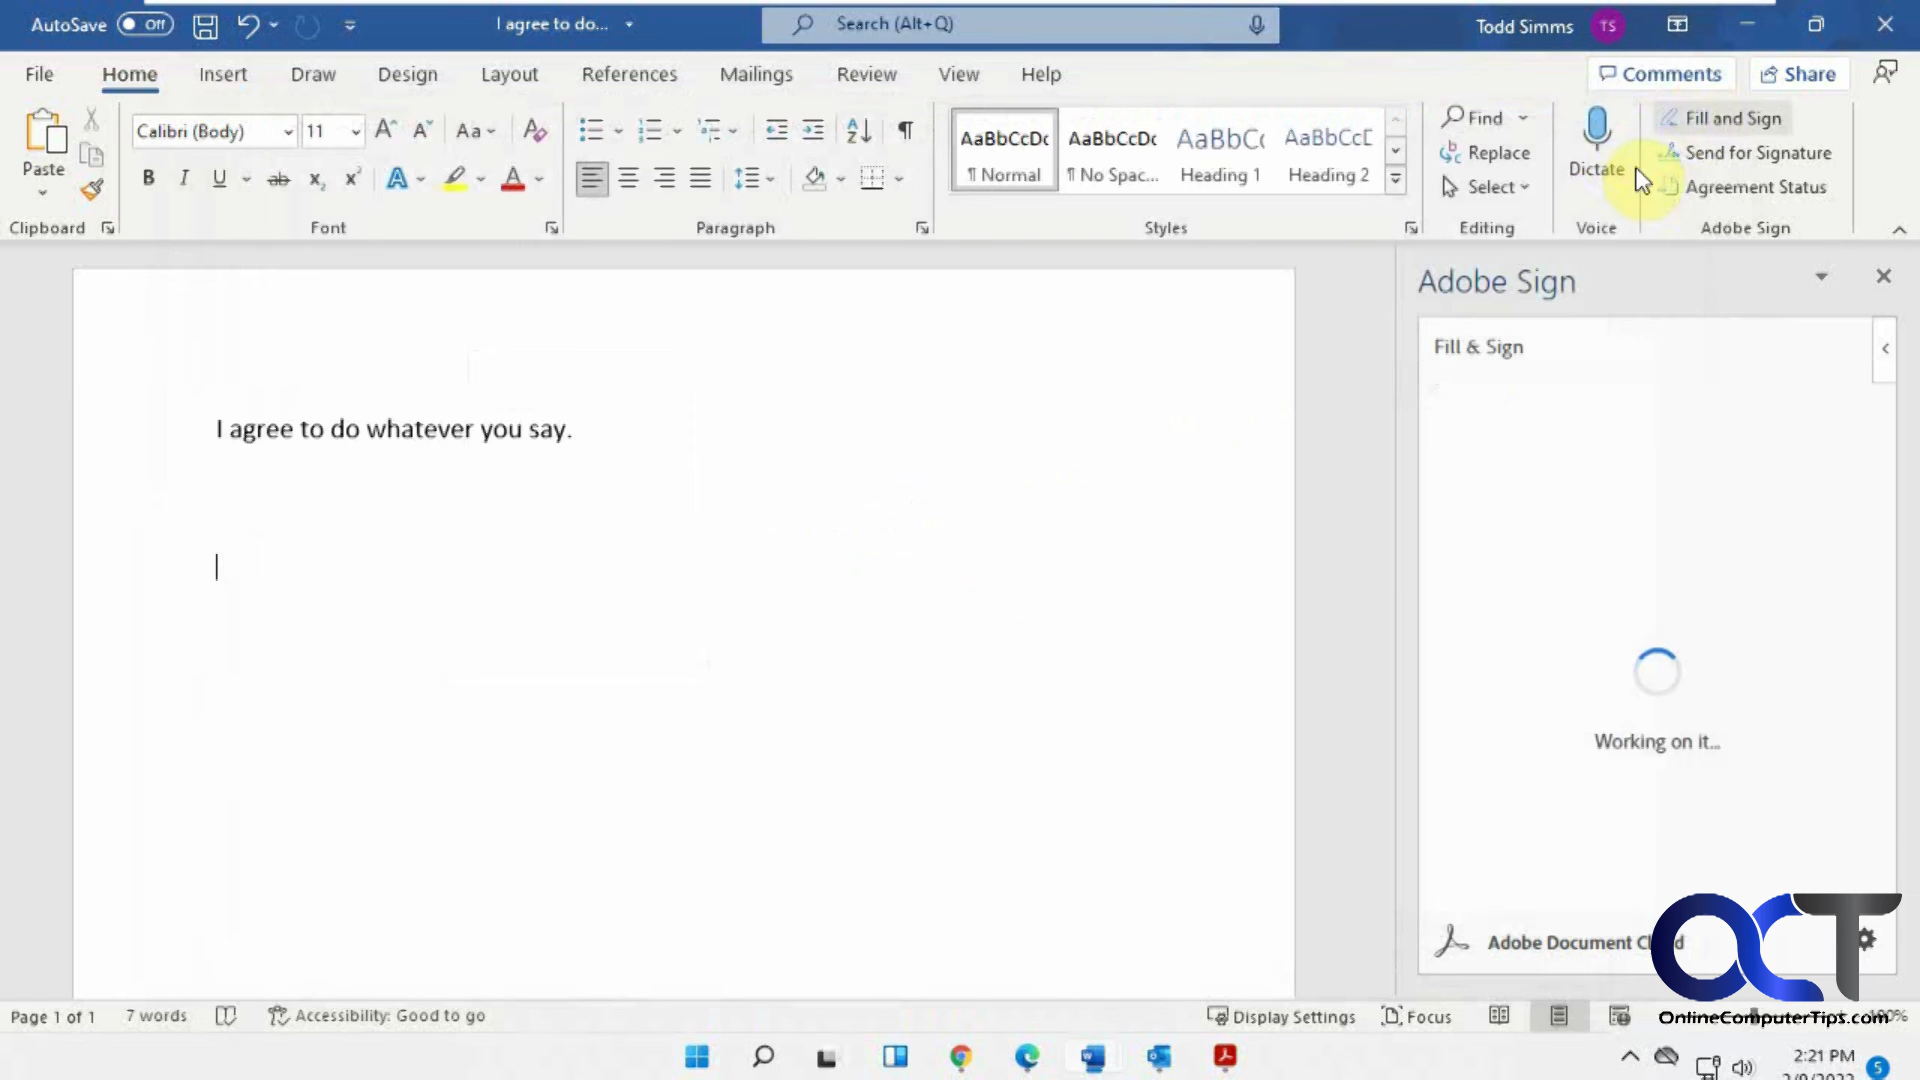 AutoSave Off I agree to do... Search (Alt+Q) Todd Simms TS
File Home Insert Draw Design Layout References Mailings Review View Help Comments Share
Paste
Calibri (Body) 11 Aa
AaBbCcDc AaBbCcDc AaBbC( AaBbCcE
¶ Normal ¶ No Spac... Heading 1 Heading 2
Find
Replace
Select
Dictate
Fill and Sign
Send for Signature
Agreement Status
Clipboard Font Paragraph Styles Editing Voice Adobe Sign
Adobe Sign
Fill & Sign
I agree to do whatever you say.
Working on it...
Adobe Document
OCT
OnlineComputerTips.com
Page 1 of 1 7 words Accessibility: Good to go Display Settings Focus
2:21 PM
5